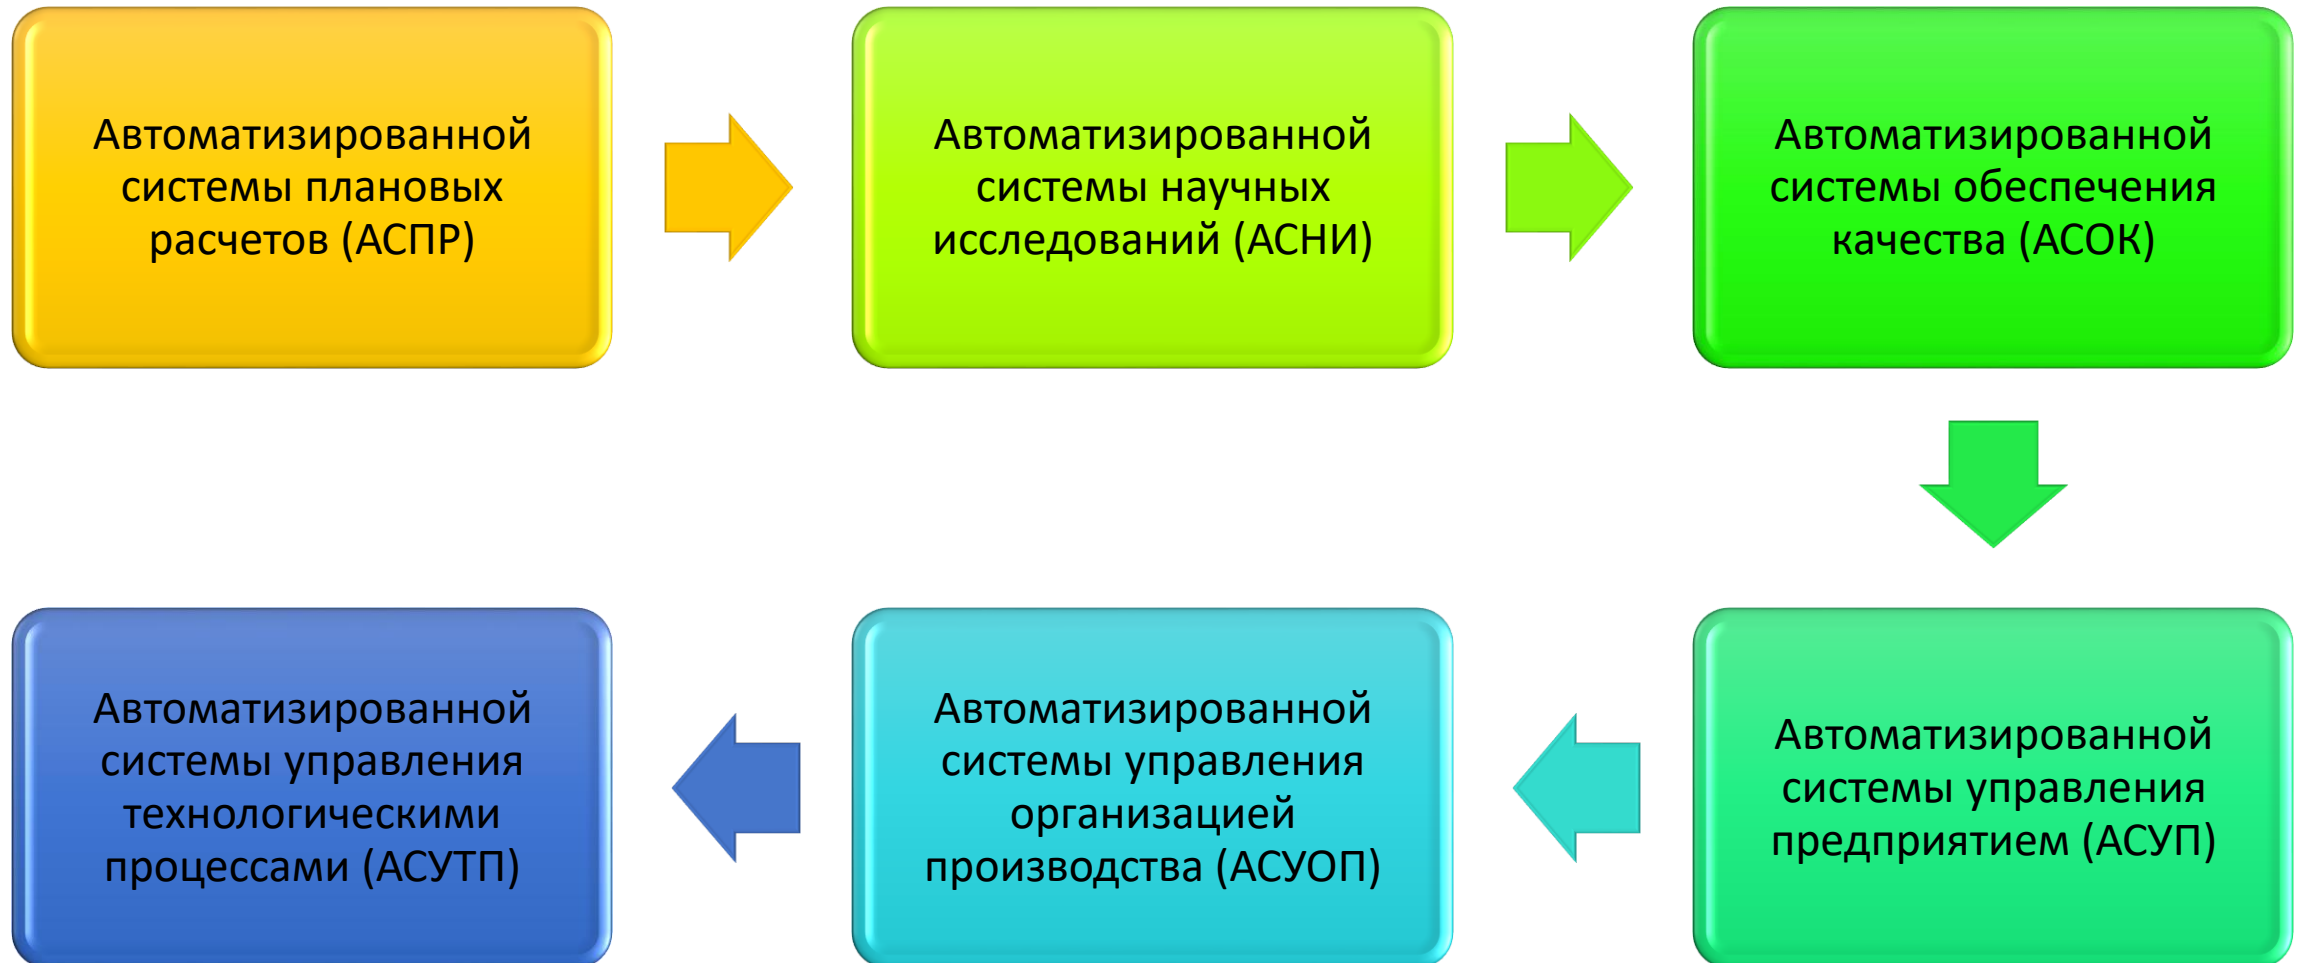 Автоматизированной
системы плановых
расчетов (АСПР)
Автоматизированной
системы научных
исследований (АСНИ)
Автоматизированной
системы обеспечения
качества (АСОК)
Автоматизированной
системы управления
предприятием (АСУП)
Автоматизированной
системы управления
организацией
производства (АСУОП)
Автоматизированной
системы управления
технологическими
процессами (АСУТП)